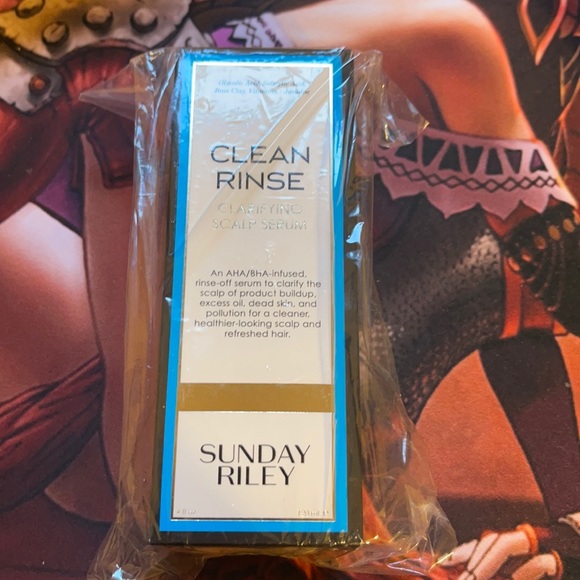 CLEAN
RINSE
CLARIFYING
SCALP SERUM
An AHA/BHA-infused,
rinse-off serum to clarify the
scalp of product buildup,
excess oil, dead skin, and
pollution for a cleaner,
healthier-looking scalp and
refreshed hair.
SUNDAY
RILEY